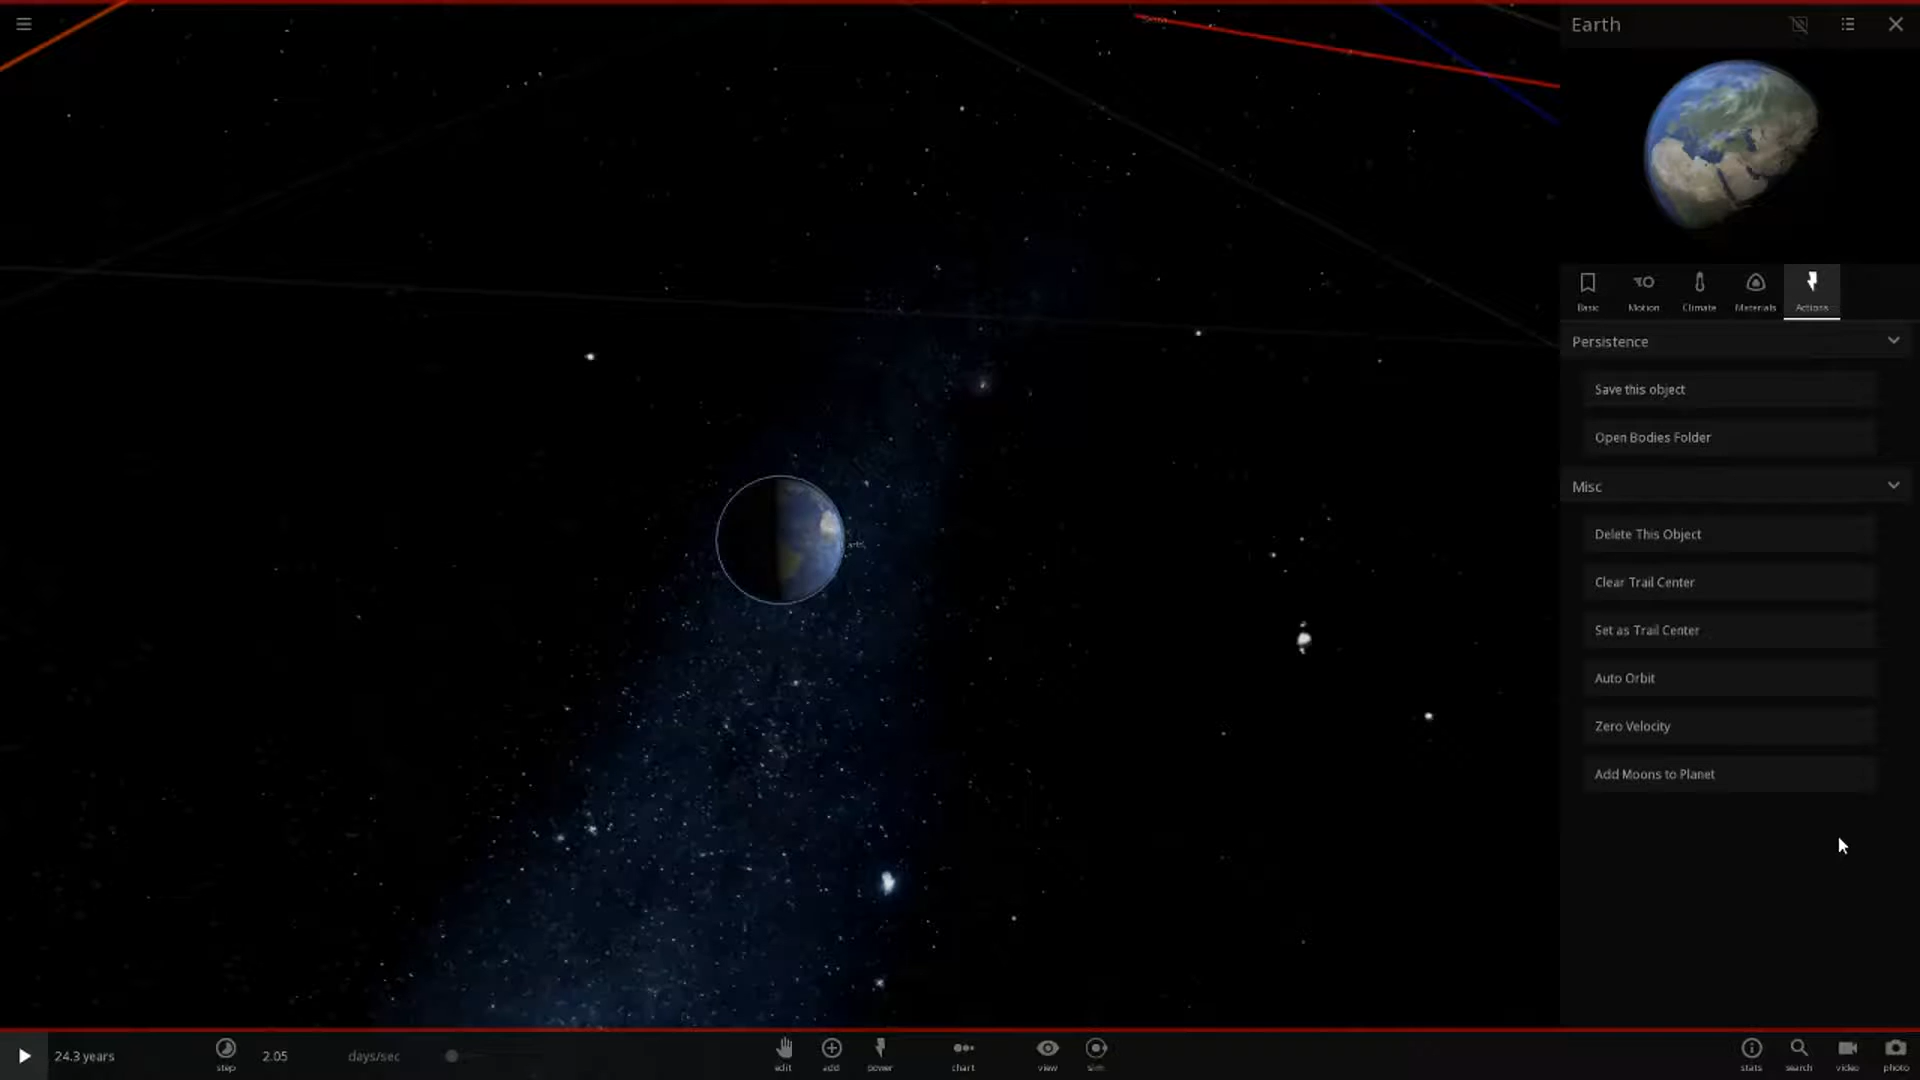 Earth
Basic
Motion
Climate
Materials
Actions
Persistence
Save this object
Open Bodies Folder
Misc
Delete This Object
Clear Trail Center
Set as Trail Center
Auto Orbit
Zero Velocity
Add Moons to Planet
24.3 years
step
2.05
days/sec
edit
add
power
chart
view
sim
stats
search
video
photo